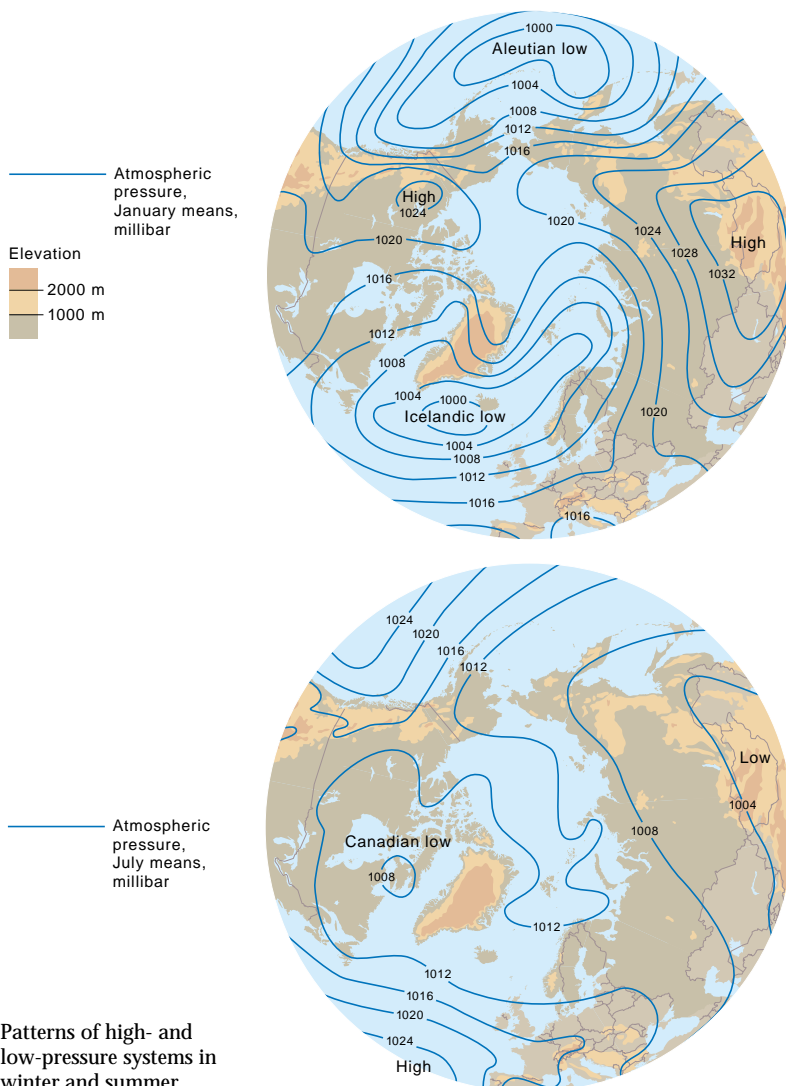 1000
Aleutian low
1004
1008
1012
1016
Atmospheric
pressure,
January means,
millibar
High
1024
1020
1020
1024
1028
High
1032
Elevation
2000 m
1000 m
1016
1012
1008
1004
1000
Icelandic low
1004
1008
1012
1016
1020
1016
1024
1020
1016
1012
Low
1004
1008
Atmospheric
pressure,
July means,
millibar
Canadian low
1008
1012
1012
1016
1020
1024
High
Patterns of high- and
low-pressure systems in
winter and summer